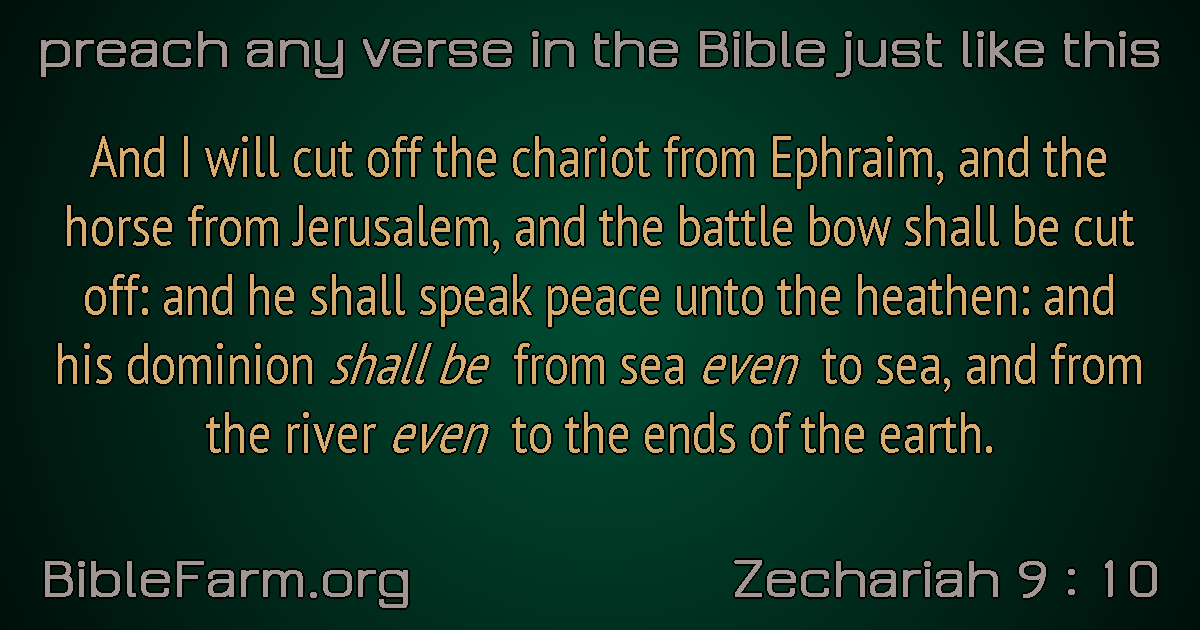 preach any verse in the Bible just like this
And I will cut off the chariot from Ephraim, and the
horse from Jerusalem, and the battle bow shall be cut
off: and he shall speak peace unto the heathen: and
his dominion shall be from sea even to sea, and from
the river even to the ends of the earth.
BibleFarm.org
Zechariah 9 : 10